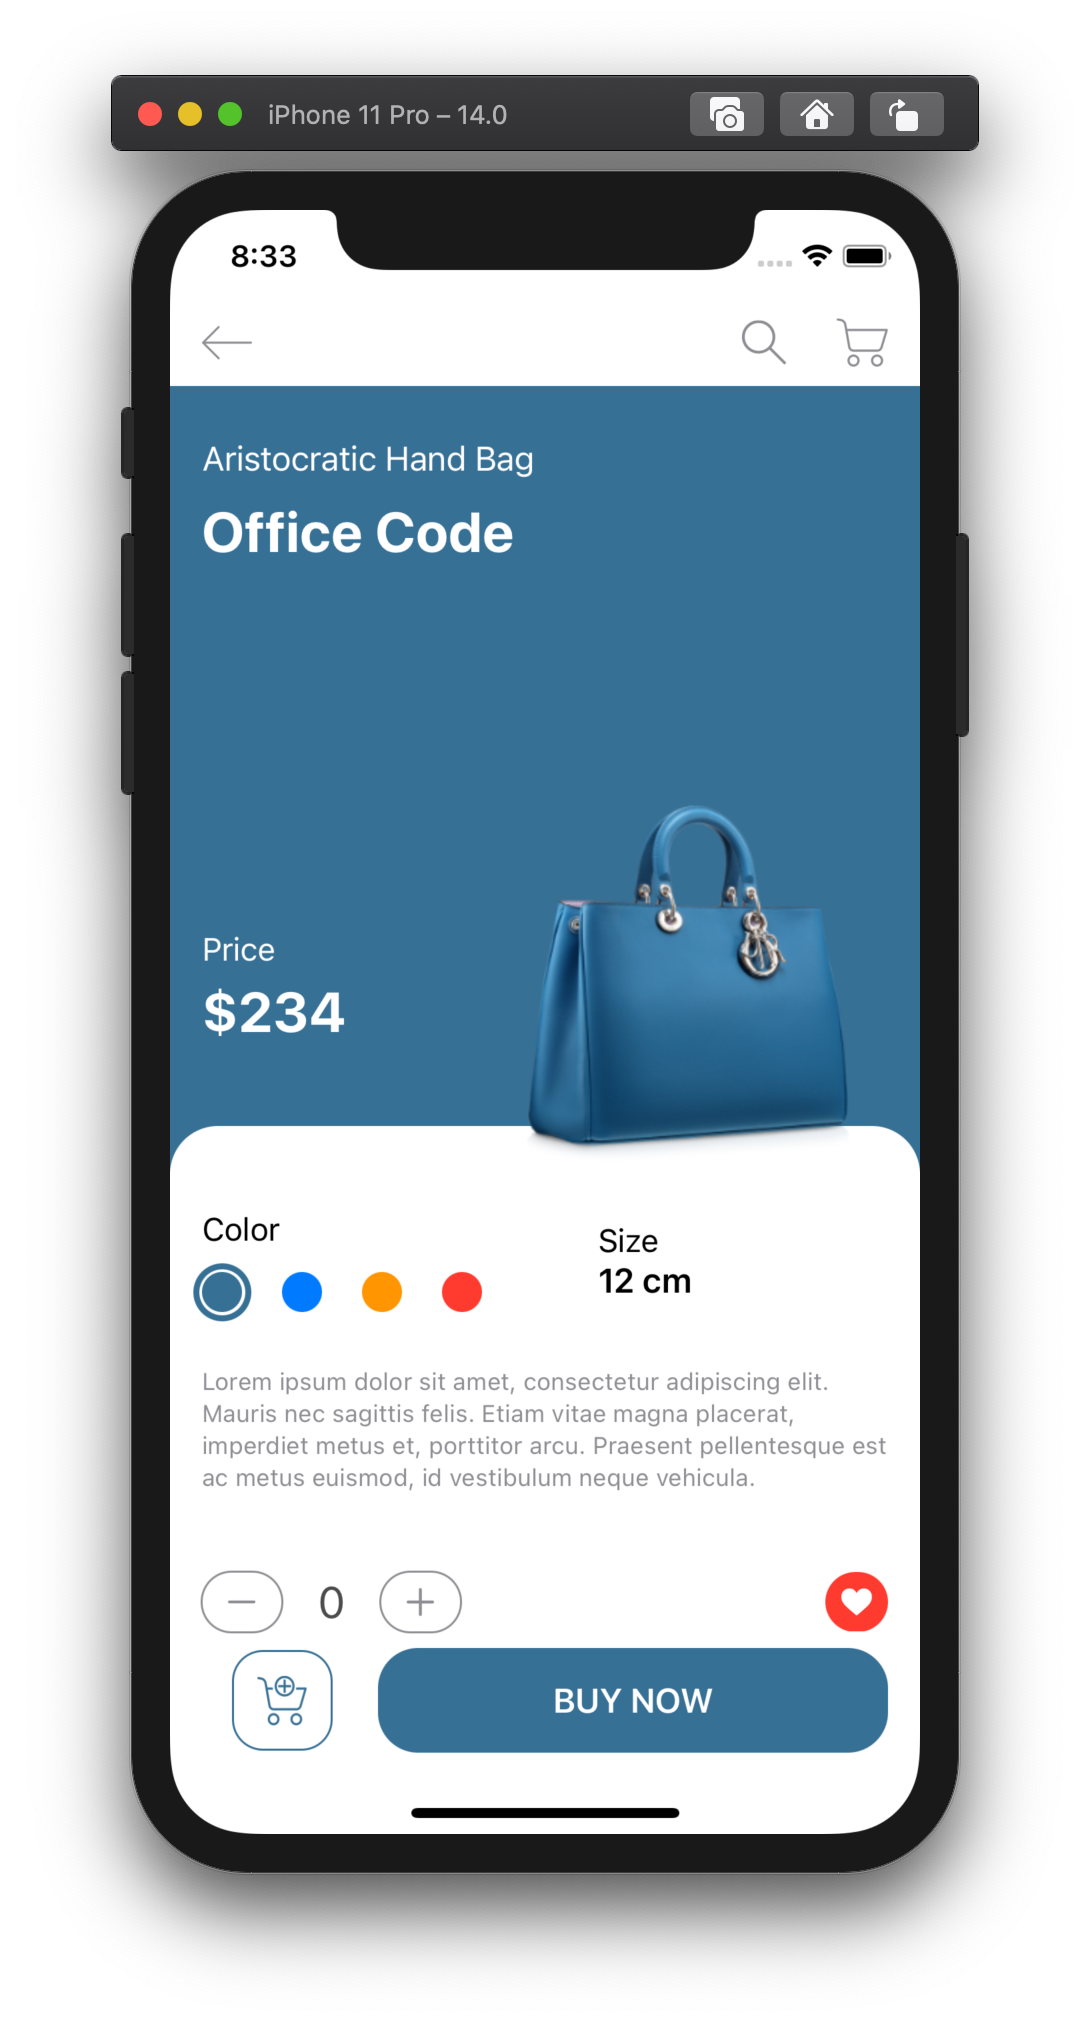 iPhone 11 Pro – 14.0
8:33
Aristocratic Hand Bag
Office Code
Price
$234
Color
Size
12 cm
Lorem ipsum dolor sit amet, consectetur adipiscing elit.
Mauris nec sagittis felis. Etiam vitae magna placerat,
imperdiet metus et, porttitor arcu. Praesent pellentesque est
ac metus euismod, id vestibulum neque vehicula.
0
BUY NOW